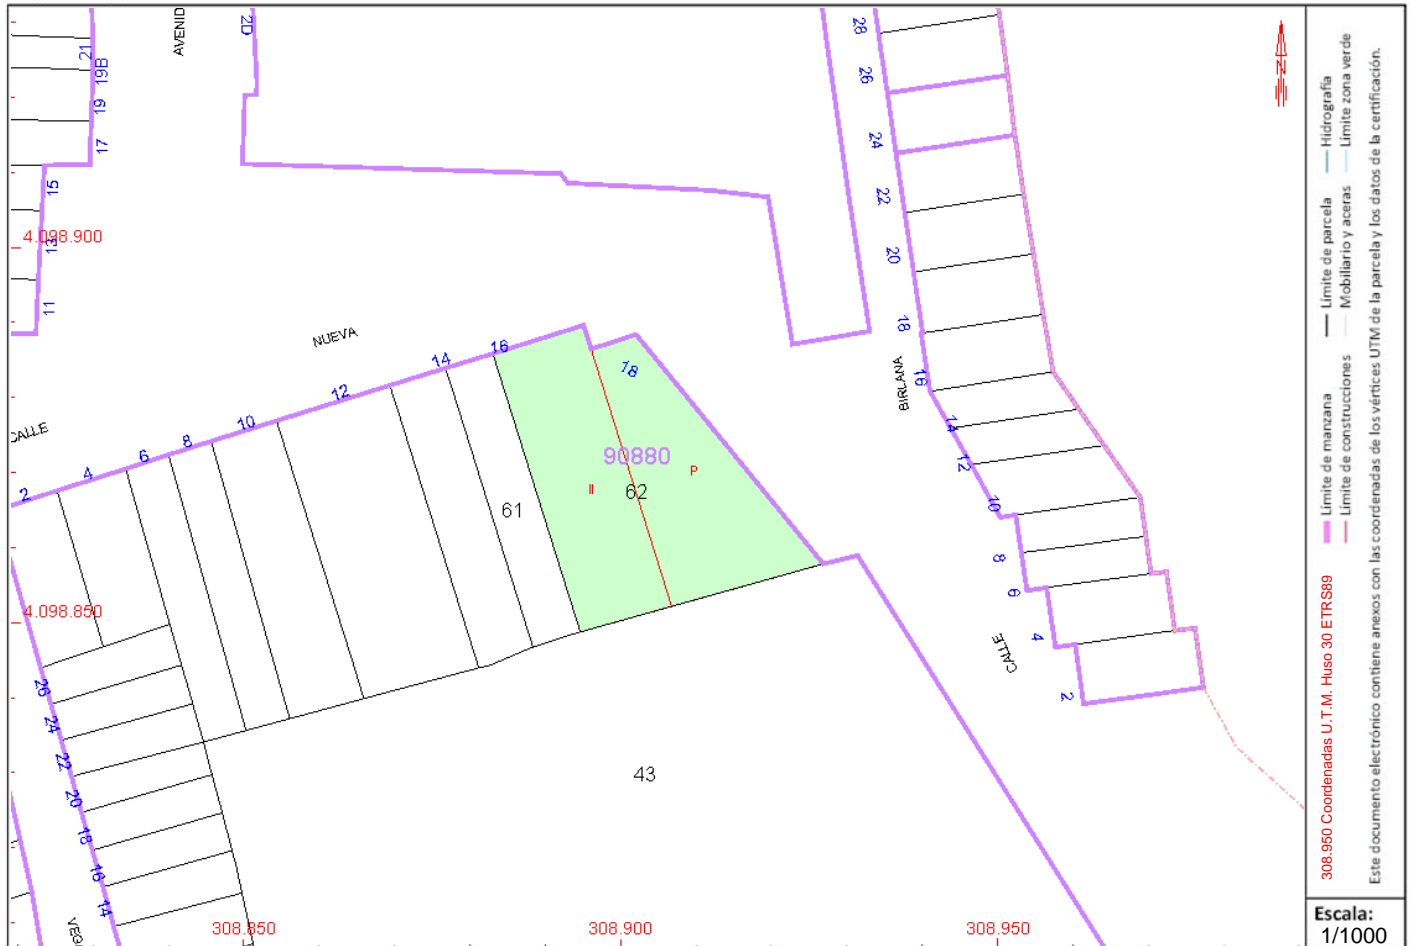 AVENID
2D
21
19B
19
17
15
13
11
4.098.900
28
26
24
22
20
18
16
14
12
10
8
6
4
2
BIRLANA
CALLE
NUEVA
CALLE
2
4
6
8
10
12
14
16
18
90880
II
62
P
61
43
4.098.850
26
24
22
20
18
16
14
308.850
308.900
308.950
N
308.950 Coordenadas U.T.M. Huso 30 ETRS89
Límite de manzana
Límite de parcela
Hidrografía
Límite de construcciones
Mobiliario y aceras
Límite zona verde
Este documento electrónico contiene anexos con las coordenadas de los vértices UTM de la parcela y los datos de la certificación.
Escala:
1/1000